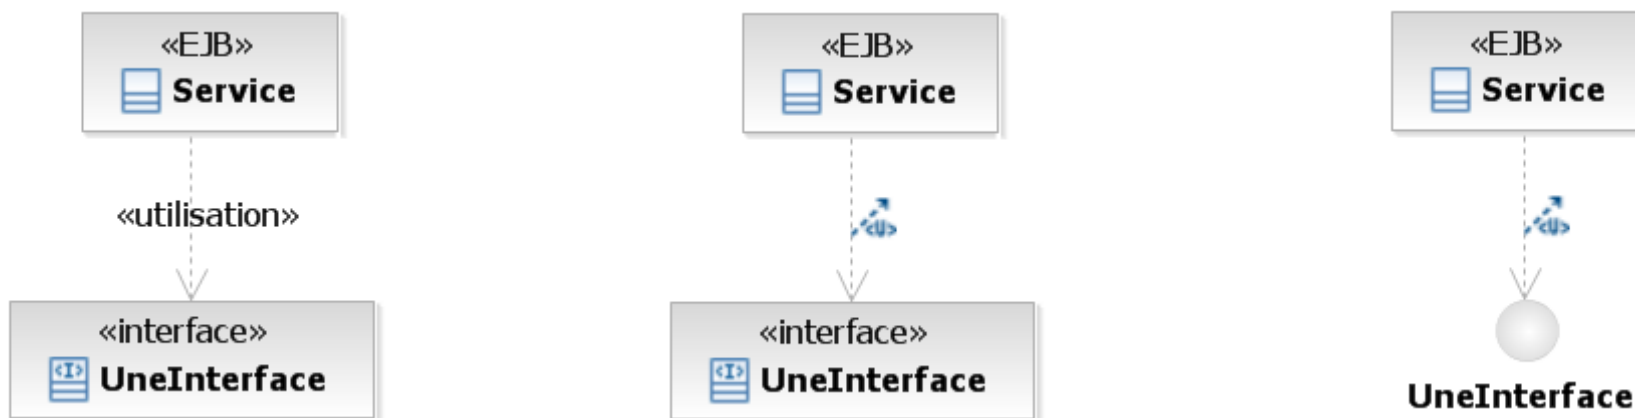 «EJB»
Service
«utilisation»
«interface»
<I> UneInterface
«EJB»
Service
<U>
«interface»
<I> UneInterface
«EJB»
Service
<U>
UneInterface